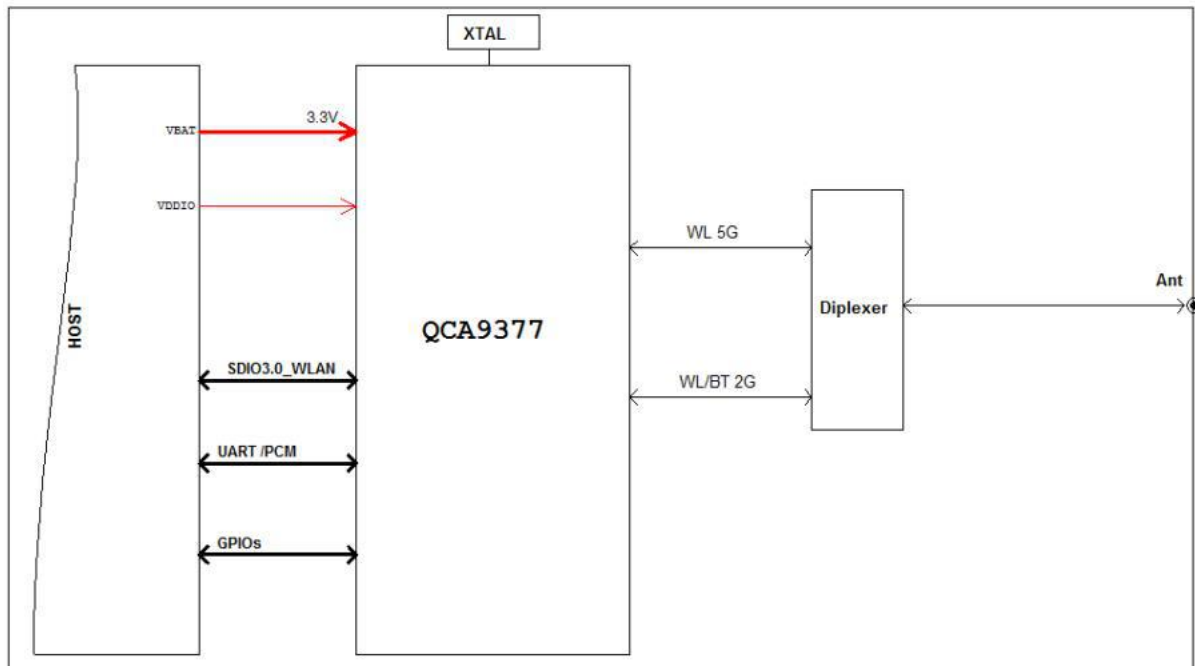 XTAL
3.3V
VBAT
VDDIO
WL 5G
Ant
HOST
Diplexer
QCA9377
SDIO3.0_WLAN
WL/BT 2G
UART /PCM
GPIOs